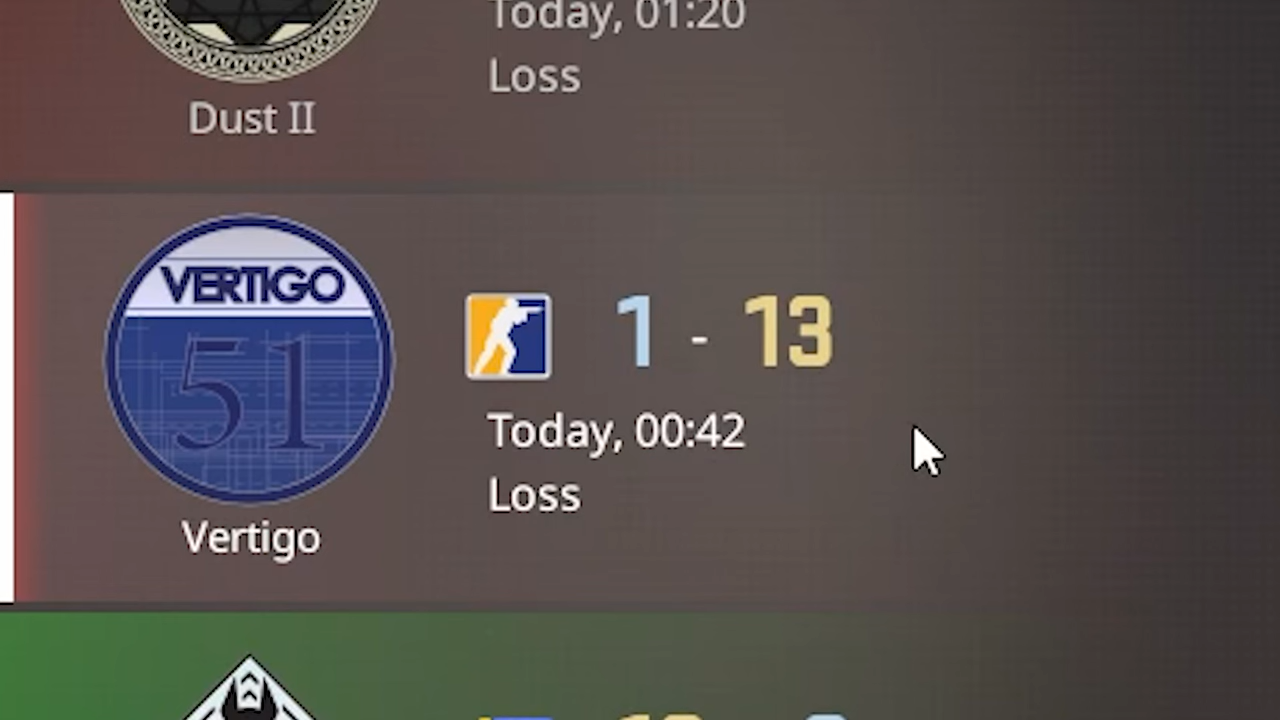 Today, 01:20
Loss
Dust II
VERTIGO
51
1 - 13
Today, 00:42
Loss
Vertigo